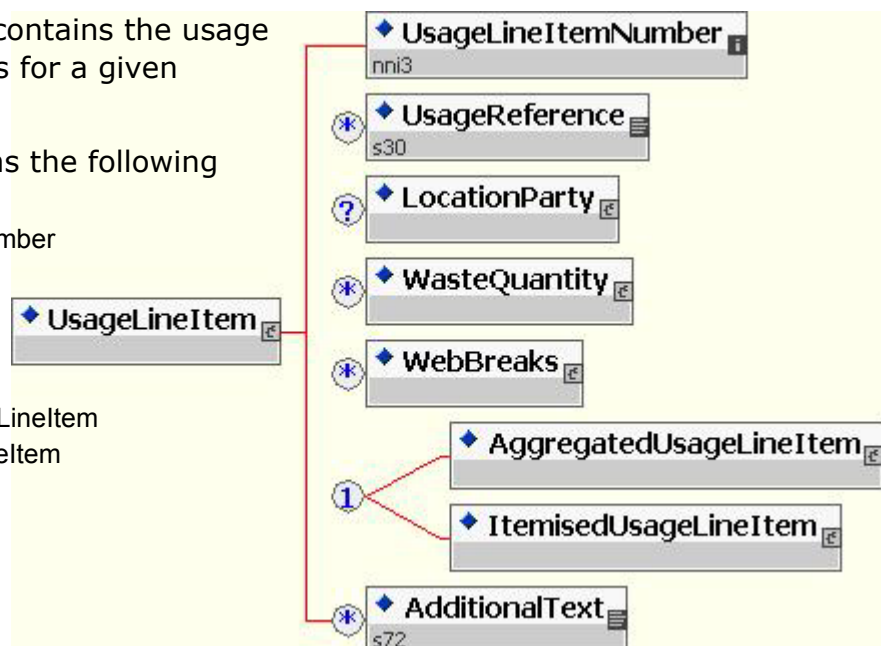 contains the usage
s for a given
s the following
mber
LineItem
eItem
UsageLineItem
UsageLineItemNumber
nni3
*
UsageReference
s30
?
LocationParty
*
WasteQuantity
*
WebBreaks
1
AggregatedUsageLineItem
ItemisedUsageLineItem
*
AdditionalText
s72